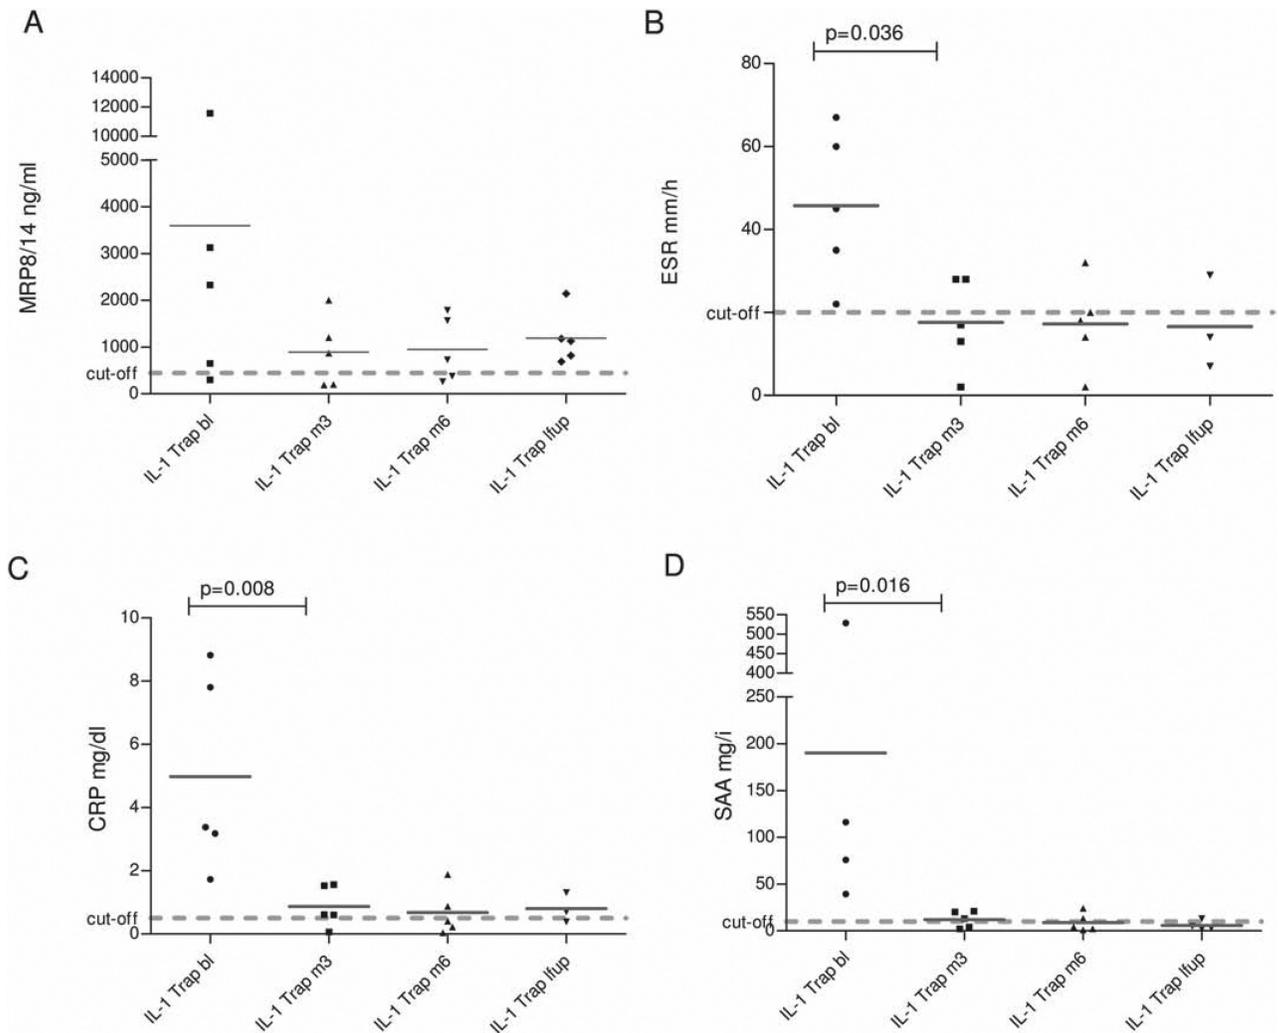 A
MRP8/14 ng/ml
14000
12000
10000
5000
4000
3000
2000
1000
cut-off
0
IL-1 Trap bl
IL-1 Trap m3
IL-1 Trap m6
IL-1 Trap lfup
B
p=0.036
ESR mm/h
80
60
40
cut-off
0
IL-1 Trap bl
IL-1 Trap m3
IL-1 Trap m6
IL-1 Trap lfup
C
p=0.008
CRP mg/dl
10
8
6
4
2
cut-off
0
IL-1 Trap bl
IL-1 Trap m3
IL-1 Trap m6
IL-1 Trap lfup
D
p=0.016
SAA mg/i
550
500
450
400
250
200
150
100
50
cut-off
0
IL-1 Trap bl
IL-1 Trap m3
IL-1 Trap m6
IL-1 Trap lfup